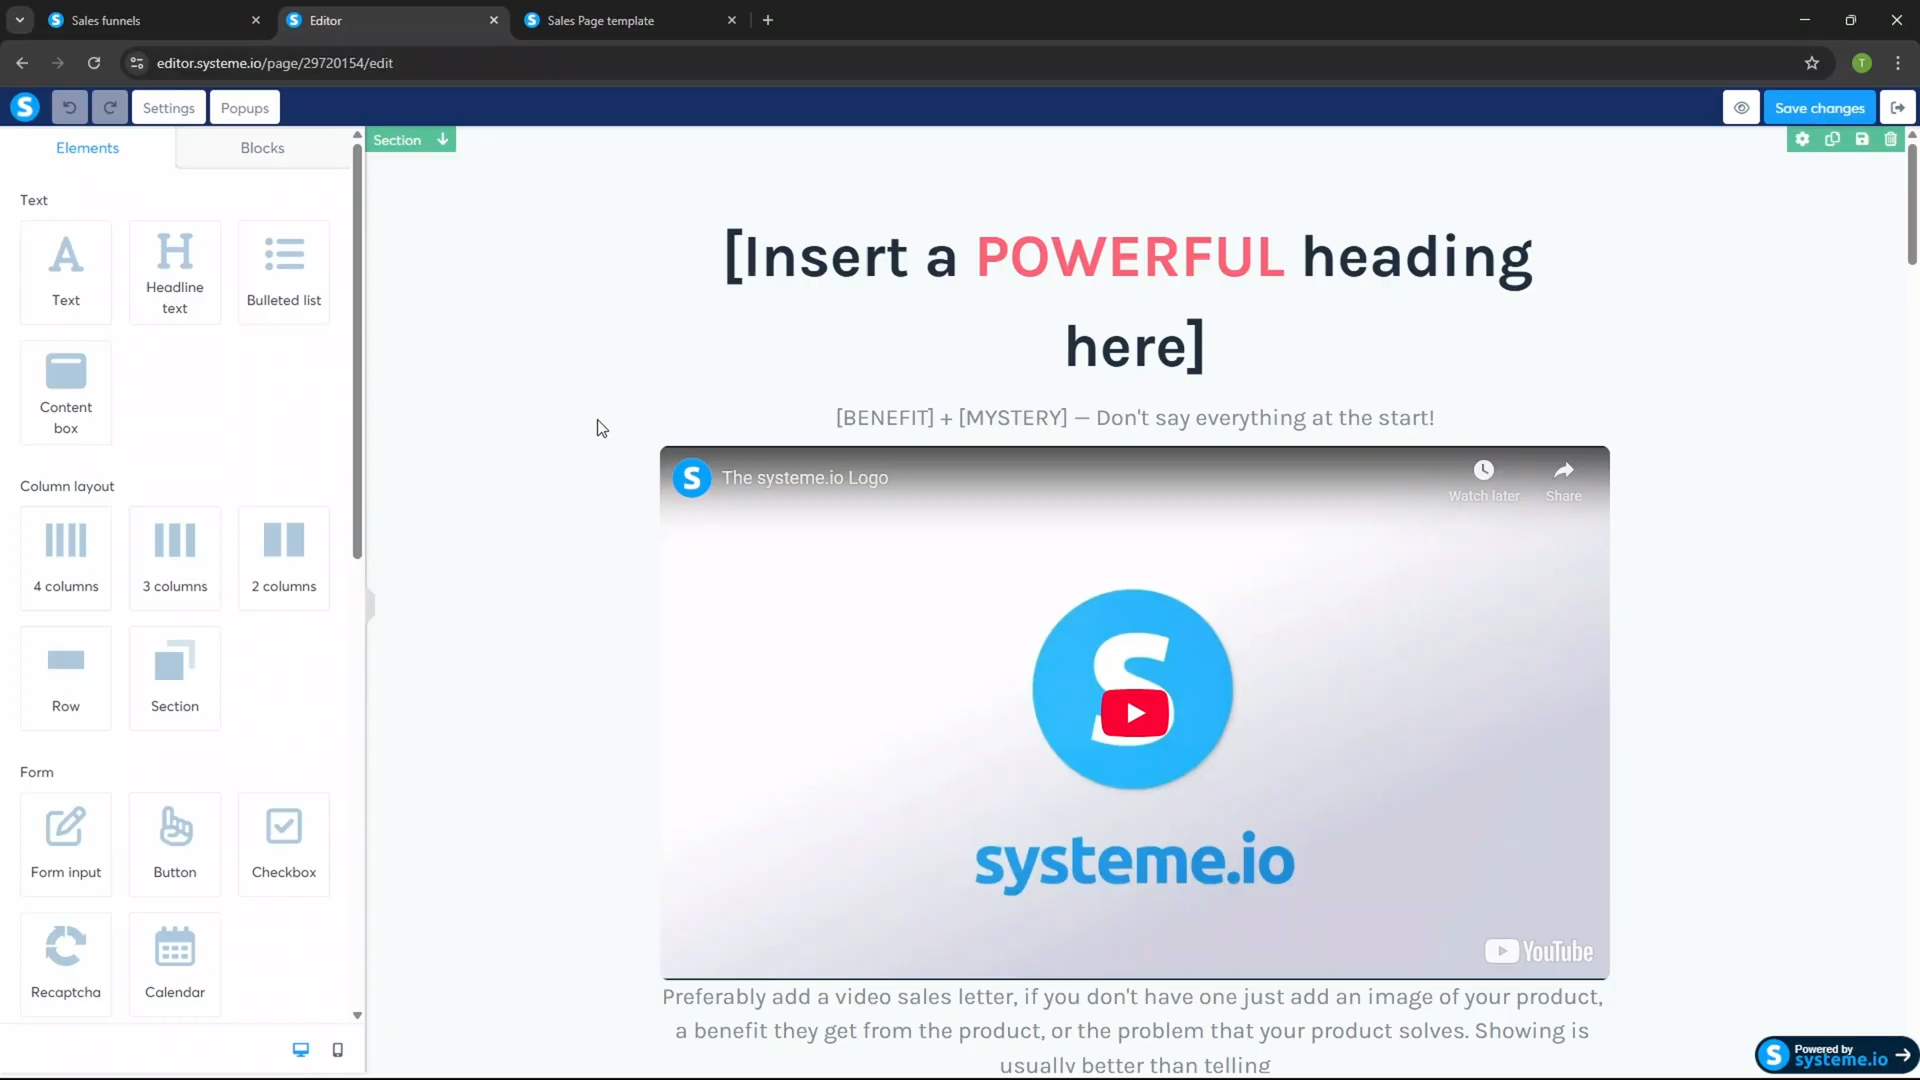 Sales funnels
Editor
Sales Page template
editor.systeme.io/page/29720154/edit
Settings
Popups
Save changes
Elements
Blocks
Section
Text
Text
Headline text
Bulleted list
Content box
Column layout
4 columns
3 columns
2 columns
Row
Section
Form
Form input
Button
Checkbox
Recaptcha
Calendar
[Insert a POWERFUL heading
here]
[BENEFIT] + [MYSTERY] — Don't say everything at the start!
The systeme.io Logo
Watch later
Share
systeme.io
YouTube
Preferably add a video sales letter, if you don't have one just add an image of your product,
a benefit they get from the product, or the problem that your product solves. Showing is
usually better than telling
Powered by
systeme.io